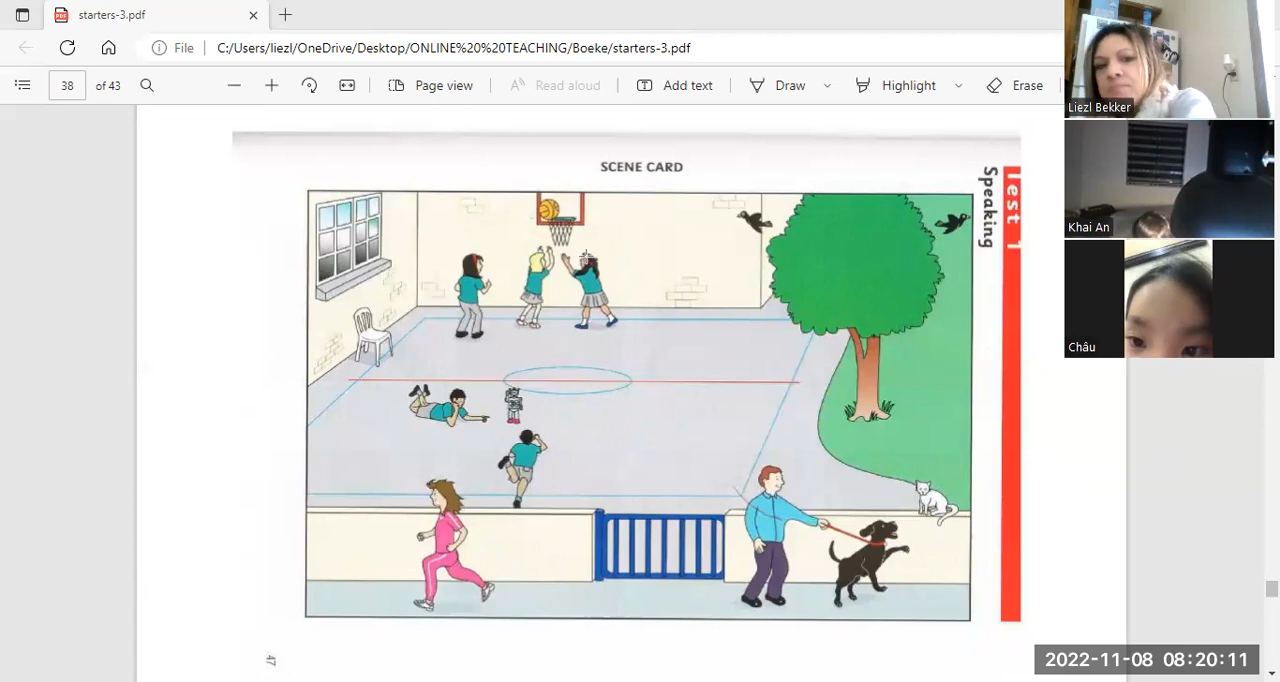 starters-3.pdf
File
C:/Users/liezl/OneDrive/Desktop/ONLINE%20%20TEACHING/Boeke/starters-3.pdf
38 of 43
Page view
Read aloud
Add text
Draw
Highlight
Erase
SCENE CARD
Test 1
Speaking
47
Liezl Bekker
Khai An
Châu
2022-11-08 08:20:11